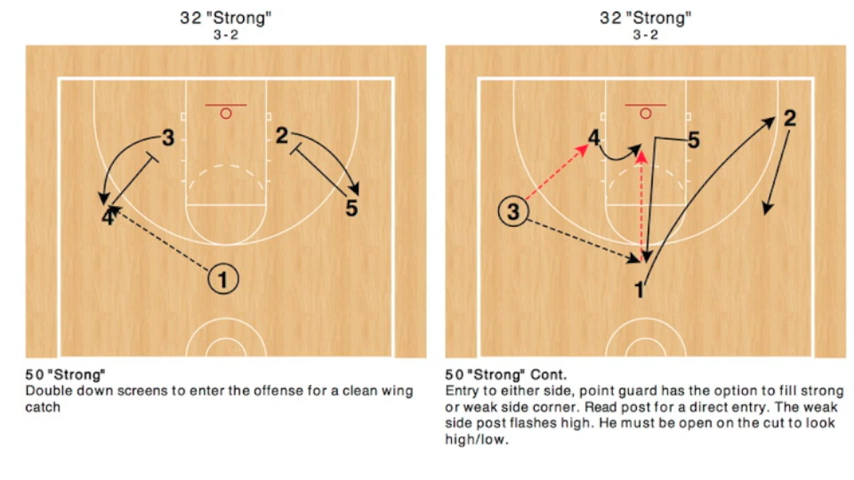 32 "Strong"
3-2
3
2
4
5
1
50 "Strong"
Double down screens to enter the offense for a clean wing
catch
32 "Strong"
3-2
2
4
5
3
1
50 "Strong" Cont.
Entry to either side, point guard has the option to fill strong
or weak side corner. Read post for a direct entry. The weak
side post flashes high. He must be open on the cut to look
high/low.